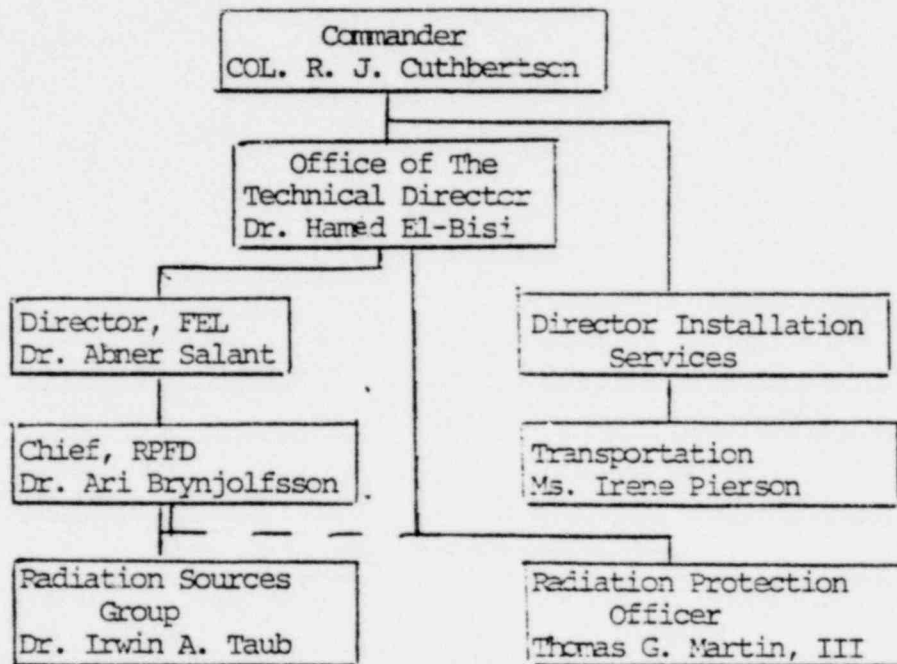 Commander
COL. R. J. Cuthbertson
Office of The
Technical Director
Dr. Hamed El-Bisi
Director, FEL
Dr. Abner Salant
Director Installation
Services
Chief, RPFD
Dr. Ari Brynjolfsson
Transportation
Ms. Irene Pierson
Radiation Sources
Group
Dr. Irwin A. Taub
Radiation Protection
Officer
Thomas G. Martin, III